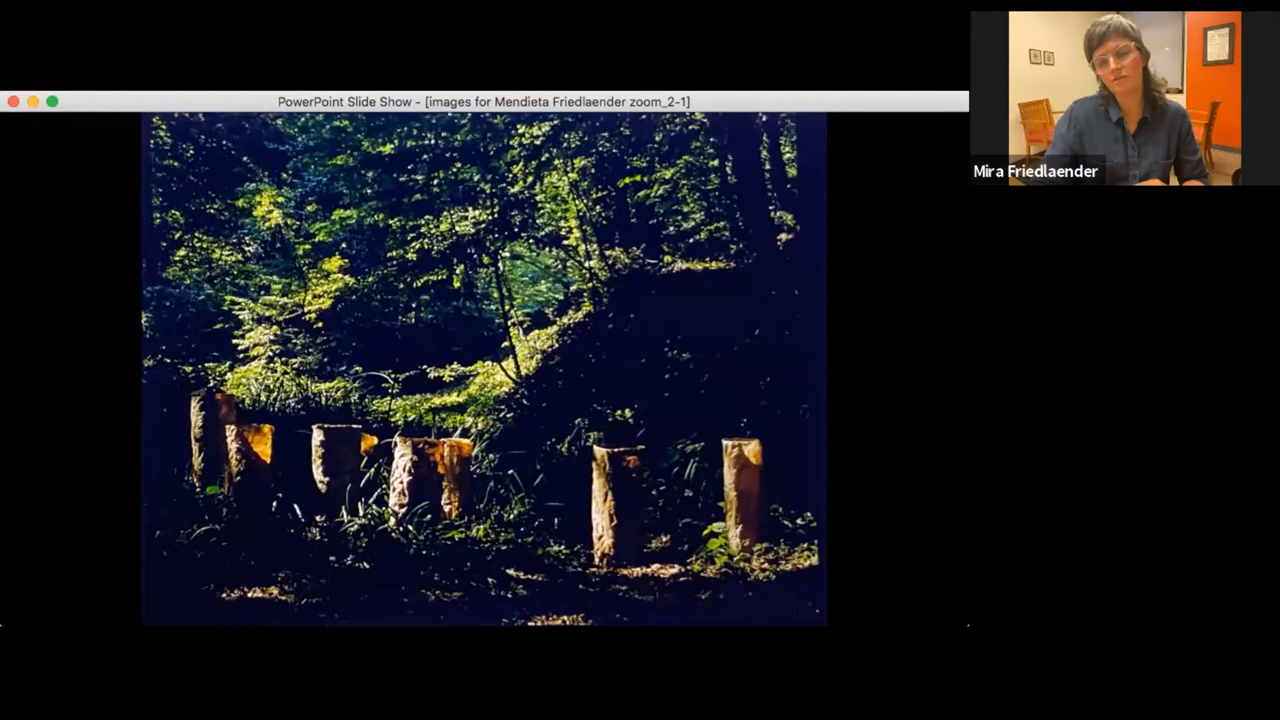 PowerPoint Slide Show - [images for Mendieta Friedlaender zoom_2-1]
Mira Friedlaender